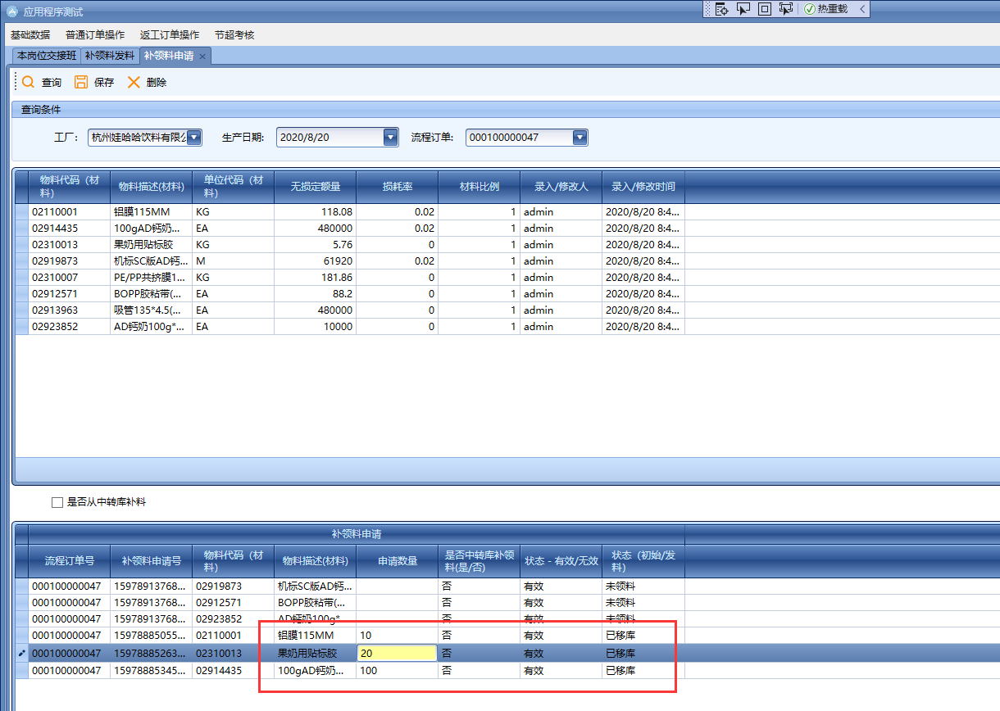 应用程序测试
热重载
基础数据 普通订单操作 返工订单操作 节超考核
本岗位交接班 补领料发料 补领料申请
查询 保存 删除
查询条件
工厂： 杭州娃哈哈饮料有限公 生产日期: 2020/8/20 流程订单: 000100000047
物料代码（材料） 物料描述(材料) 单位代码（材料） 无损定额量 损耗率 材料比例 录入/修改人 录入/修改时间
02110001 铝膜115MM KG 118.08 0.02 1 admin 2020/8/20 8:4...
02914435 100gAD钙奶... EA 480000 0.02 1 admin 2020/8/20 8:4...
02310013 果奶用贴标胶 KG 5.76 0 1 admin 2020/8/20 8:4...
02919873 机标SC版AD钙... M 61920 0.02 1 admin 2020/8/20 8:4...
02310007 PE/PP共挤膜1... KG 181.86 0 1 admin 2020/8/20 8:4...
02912571 BOPP胶粘带(... EA 88.2 0 1 admin 2020/8/20 8:4...
02913963 吸管135*4.5(... EA 480000 0 1 admin 2020/8/20 8:4...
02923852 AD钙奶100g*... EA 10000 0 1 admin 2020/8/20 8:4...
是否从中转库补料
补领料申请
流程订单号 补领料申请号 物料代码（材料） 物料描述(材料) 申请数量 是否中转库补领料(是/否) 状态 - 有效/无效 状态（初始/发料）
000100000047 15978913768... 02919873 机标SC版AD钙... 否 有效 未领料
000100000047 15978913768... 02912571 BOPP胶粘带(... 否 有效 未领料
000100000047 15978913768... 02923852 AD钙奶100g*... 否 有效 未领料
000100000047 15978885055... 02110001 铝膜115MM 10 否 有效 已移库
000100000047 15978885263... 02310013 果奶用贴标胶 20 否 有效 已移库
000100000047 15978885345... 02914435 100gAD钙奶... 100 否 有效 已移库